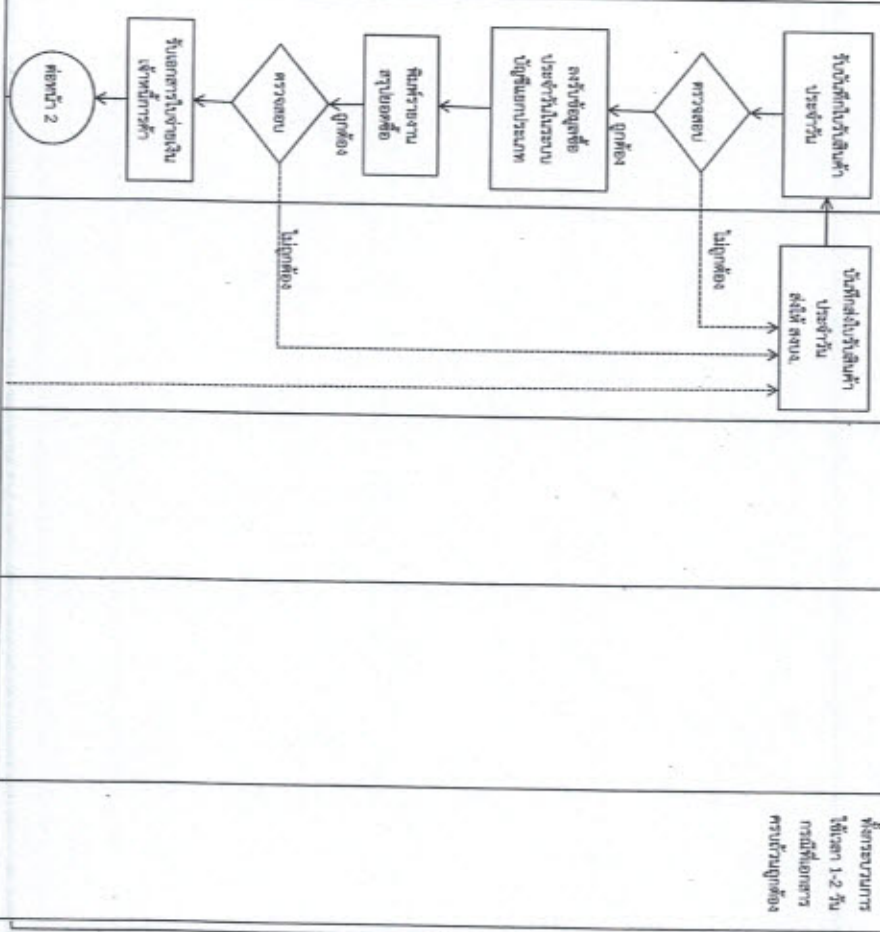 บันทึกส่งใบรับสินค้า
ประจำวัน
ส่งให้ สงบง.
รับบันทึกใบรับสินค้า
ประจำวัน
ตรวจสอบ
ไม่ถูกต้อง
ถูกต้อง
ลงรับข้อมูลซื้อ
ประจำวันในระบบ
บัญชีแยกประเภท
พิมพ์รายงาน
สรุปยอดซื้อ
ถูกต้อง
ตรวจสอบ
ไม่ถูกต้อง
รับเอกสารใบจ่ายเงิน
เจ้าหนี้การค้า
ต่อหน้า 2
ทั้งกระบวนการ
ใช้เวลา 1-2 วัน
กรณีที่เอกสาร
ครบถ้วนถูกต้อง